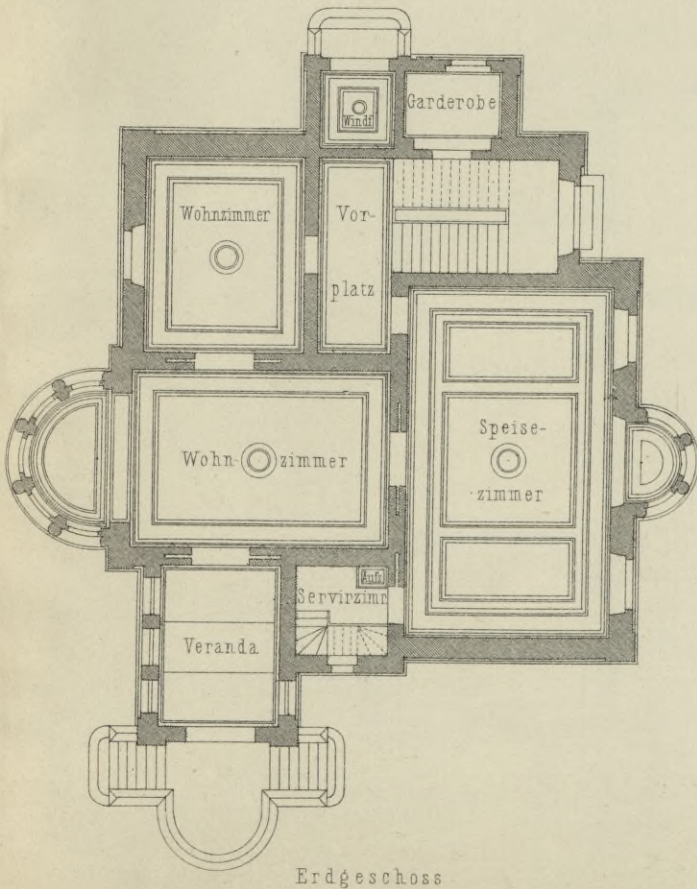 Garderobe
Windf.
Wohnzimmer
Vor-
platz
Speise-
zimmer
Wohn-zimmer
Aufz.
Servirzimr.
Veranda
Erdgeschoss